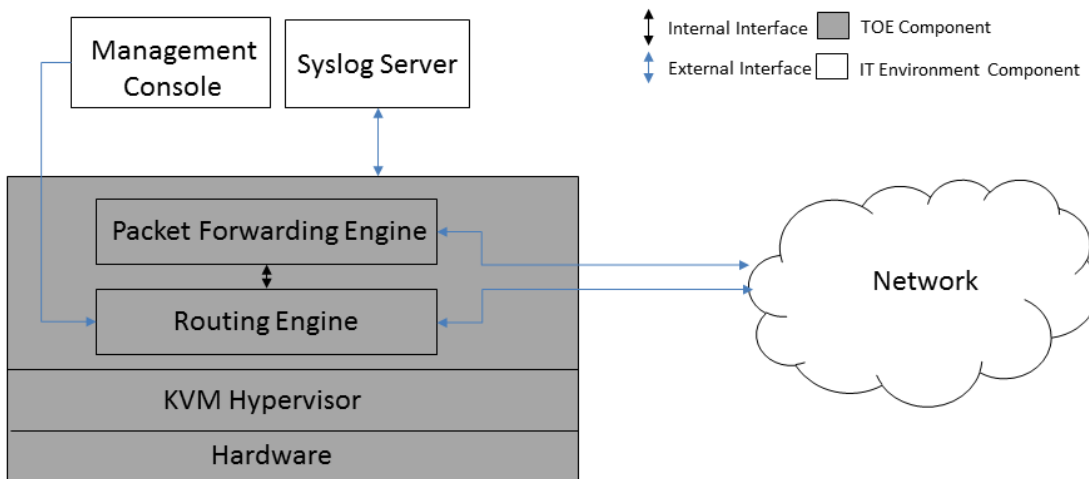 Management
Console
Syslog Server
Internal Interface
TOE Component
External Interface
IT Environment Component
Packet Forwarding Engine
Routing Engine
Network
KVM Hypervisor
Hardware